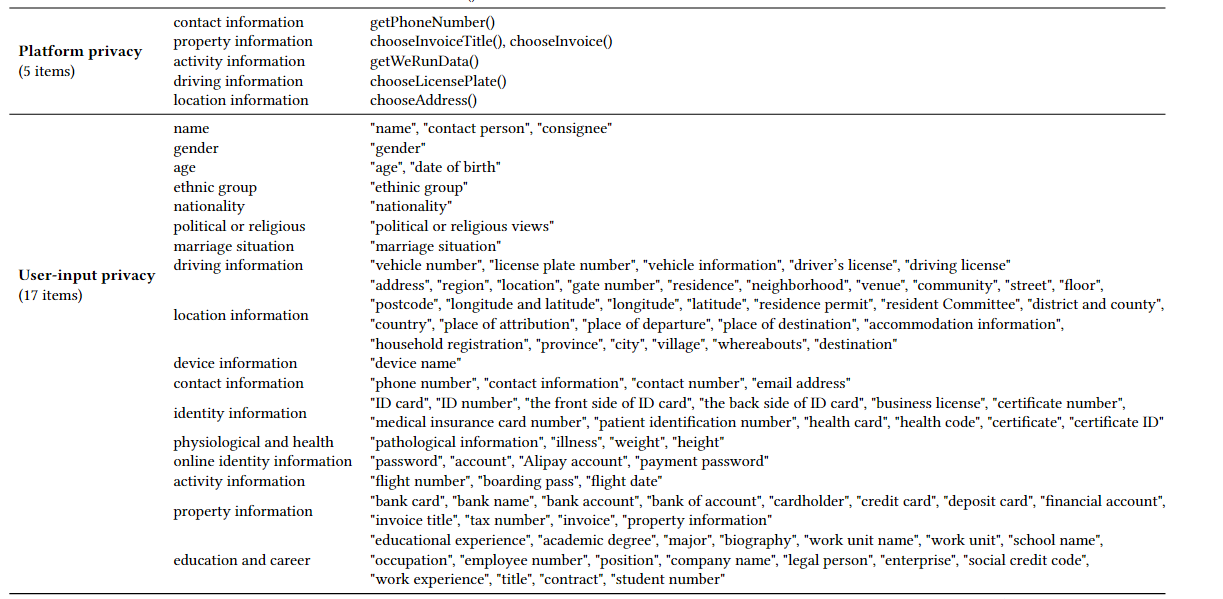 contact information getPhoneNumber()
property information chooseInvoiceTitle(), chooseInvoice()
Platform privacy
activity information getWeRunData()
(5 items)
driving information chooseLicensePlate()
location information chooseAddress()
name "name", "contact person", "consignee"
gender "gender"
age "age", "date of birth"
ethnic group "ethinic group"
nationality "nationality"
political or religious "political or religious views"
marriage situation "marriage situation"
User-input privacy
(17 items)
driving information "vehicle number", "license plate number", "vehicle information", "driver's license", "driving license"
location information
"address", "region", "location", "gate number", "residence", "neighborhood", "venue", "community", "street", "floor",
"postcode", "longitude and latitude", "longitude", "latitude", "residence permit", "resident Committee", "district and county",
"country", "place of attribution", "place of departure", "place of destination", "accommodation information",
"household registration", "province", "city", "village", "whereabouts", "destination"
device information "device name"
contact information "phone number", "contact information", "contact number", "email address"
identity information
"ID card", "ID number", "the front side of ID card", "the back side of ID card", "business license", "certificate number",
"medical insurance card number", "patient identification number", "health card", "health code", "certificate", "certificate ID"
physiological and health "pathological information", "illness", "weight", "height"
online identity information "password", "account", "Alipay account", "payment password"
activity information "flight number", "boarding pass", "flight date"
property information
"bank card", "bank name", "bank account", "bank of account", "cardholder", "credit card", "deposit card", "financial account",
"invoice title", "tax number", "invoice", "property information"
education and career
"educational experience", "academic degree", "major", "biography", "work unit name", "work unit", "school name",
"occupation", "employee number", "position", "company name", "legal person", "enterprise", "social credit code",
"work experience", "title", "contract", "student number"